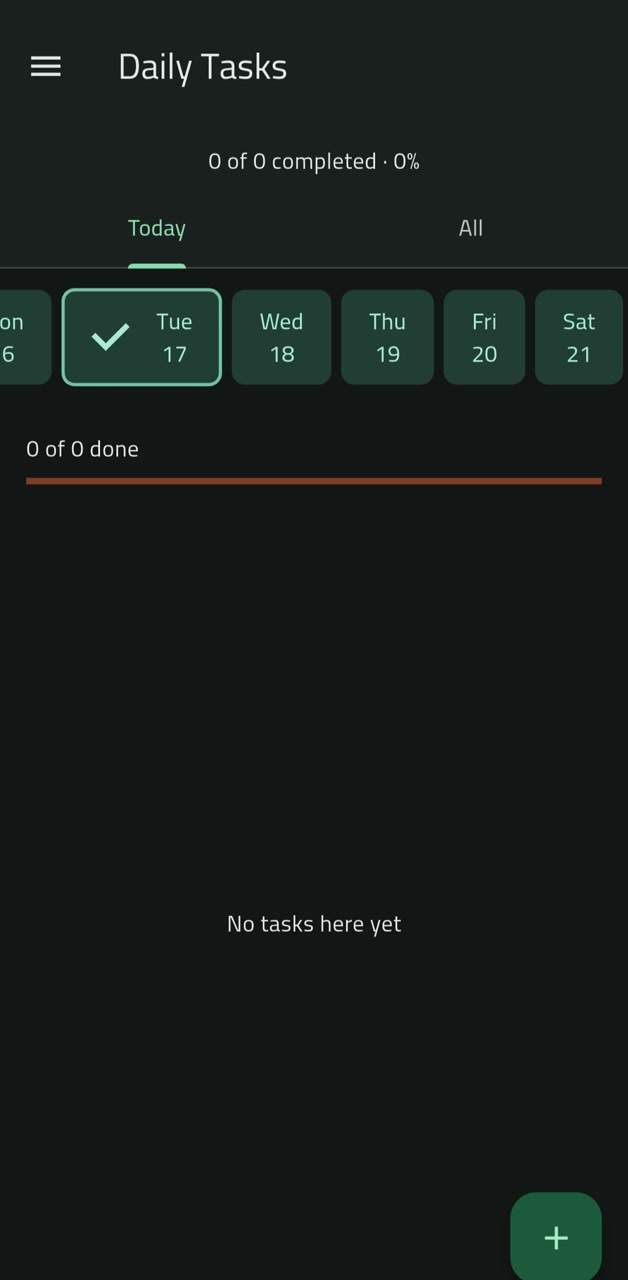 Daily Tasks
0 of 0 completed · 0%
Today All
on Tue Wed Thu Fri Sat
6 17 18 19 20 21
0 of 0 done
No tasks here yet
+